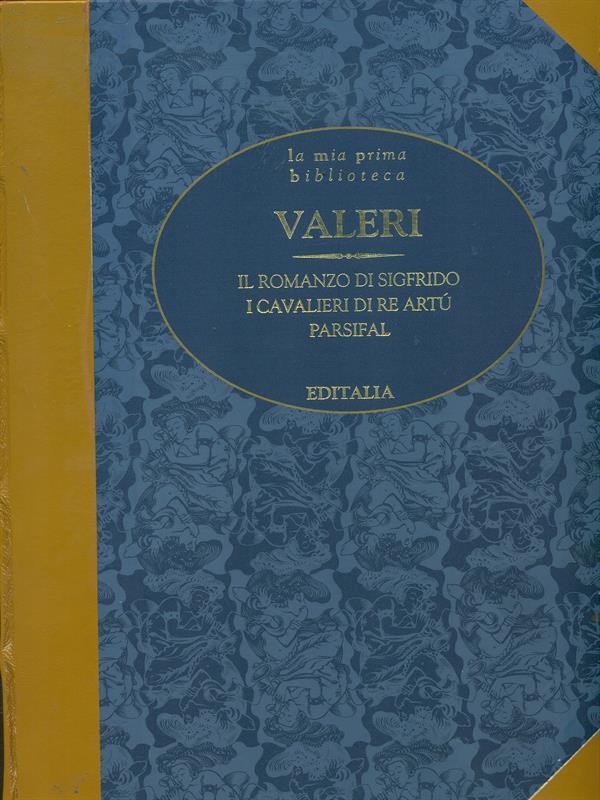 la mia prima
biblioteca
VALERI
IL ROMANZO DI SIGFRIDO
I CAVALIERI DI RE ARTÚ
PARSIFAL
EDITALIA